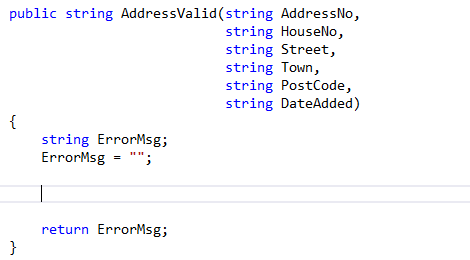 public string AddressValid(string AddressNo,
string HouseNo,
string Street,
string Town,
string PostCode,
string DateAdded)
{
string ErrorMsg;
ErrorMsg = "";
return ErrorMsg;
}